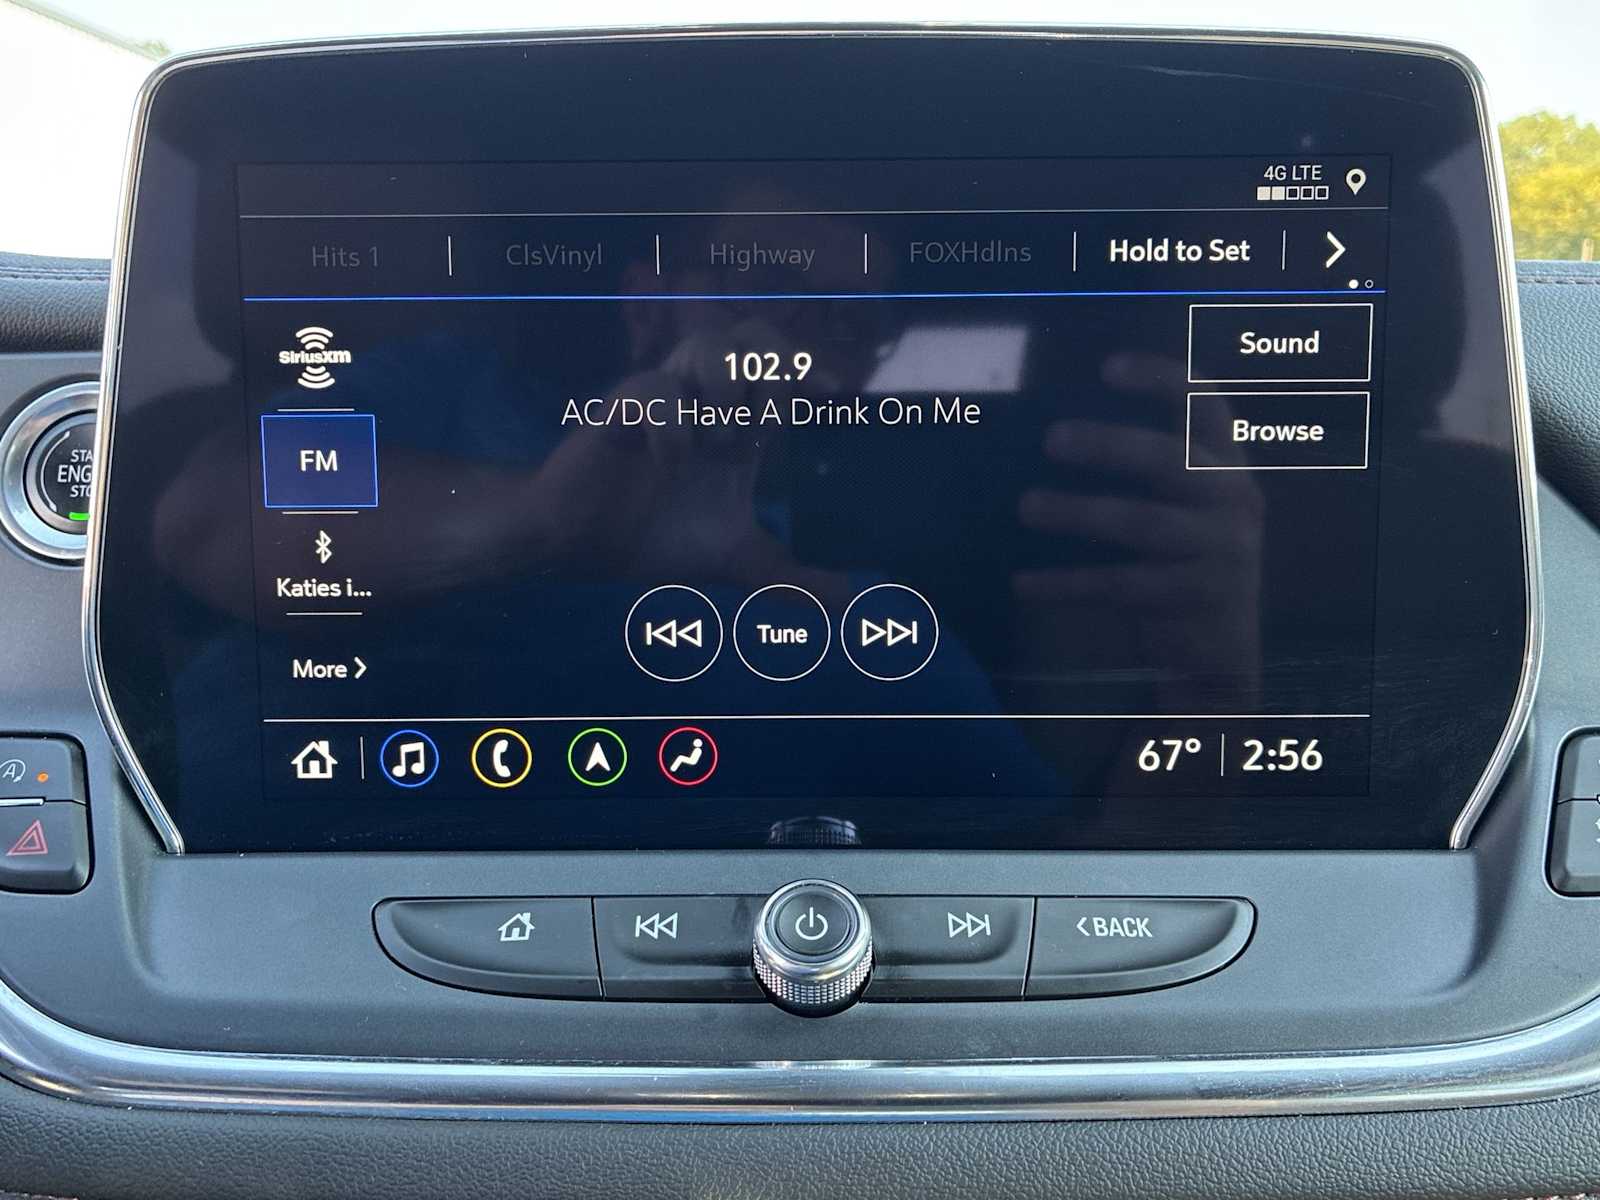 4G LTE
Hits 1
ClsVinyl
Highway
FOXHdlns
Hold to Set
SiriusXM
102.9
AC/DC Have A Drink On Me
Sound
Browse
FM
Katies i...
Tune
More
67° 2:56
A
BACK